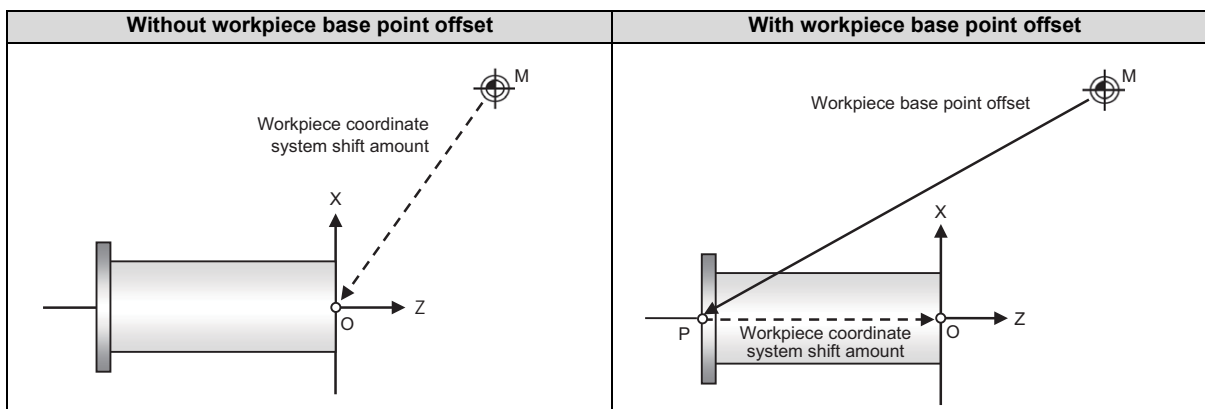 Without workpiece base point offset
With workpiece base point offset
M
Workpiece coordinate
system shift amount
X
Z
O
M
Workpiece base point offset
X
P
Workpiece coordinate
system shift amount
O
Z